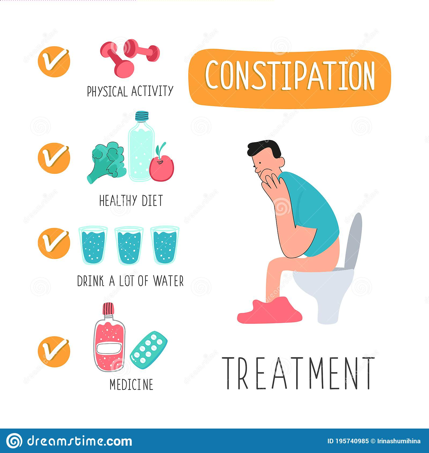 CONSTIPATION
PHYSICAL ACTIVITY
HEALTHY DIET
DRINK A LOT OF WATER
MEDICINE
TREATMENT
dreamstime.com
ID 195740985 © Irinashumihina